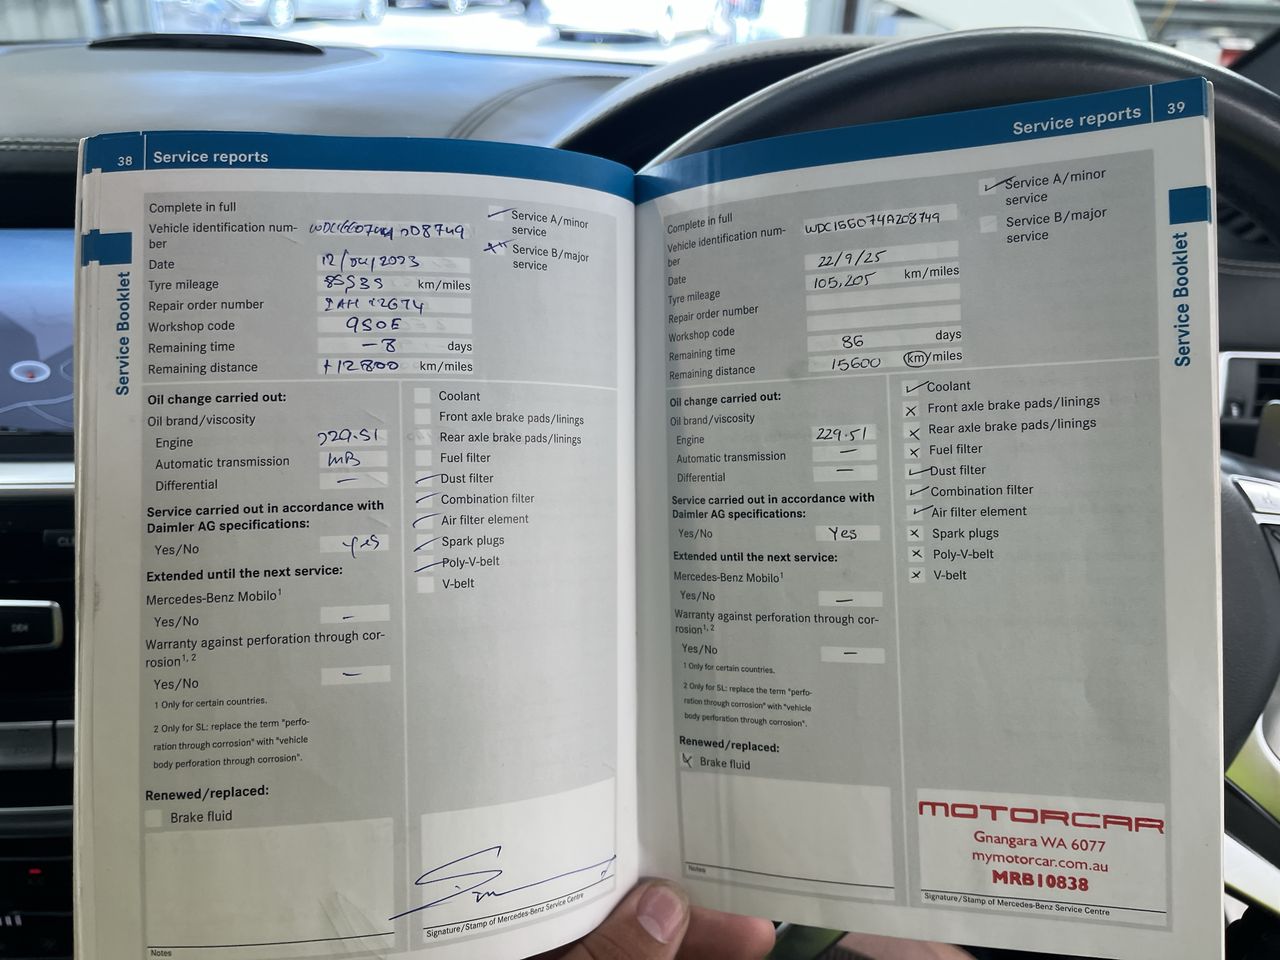 38 Service reports
Complete in full
Service A/minor
service
Vehicle identification num-
ber
Service B/major
service
Date 12/Dec/2023
Tyre mileage 85535 km/miles
Repair order number
Workshop code 9SOE
Remaining time -8 days
Remaining distance +12800 km/miles
Oil change carried out:
Oil brand/viscosity
Engine 229.51
Automatic transmission MB
Differential —
Service carried out in accordance with
Daimler AG specifications:
Yes/No Yes
Extended until the next service:
Mercedes-Benz Mobilo1
Yes/No —
Warranty against perforation through cor-
rosion1, 2
Yes/No —
1 Only for certain countries.
2 Only for SL: replace the term "perfo-
ration through corrosion" with "vehicle
body perforation through corrosion".
Renewed/replaced:
Brake fluid
Notes
Coolant
Front axle brake pads/linings
Rear axle brake pads/linings
Fuel filter
Dust filter
Combination filter
Air filter element
Spark plugs
Poly-V-belt
V-belt
Signature/Stamp of Mercedes-Benz Service Centre
Service Booklet
Service reports 39
Complete in full
Service A/minor
service
Vehicle identification num-
ber WDC166074A208749
Service B/major
service
Date 22/9/25
Tyre mileage 105,205 km/miles
Repair order number
Workshop code
Remaining time 86 days
Remaining distance 15600 km/miles
Oil change carried out:
Oil brand/viscosity
Engine 229.51
Automatic transmission —
Differential —
Service carried out in accordance with
Daimler AG specifications:
Yes/No Yes
Extended until the next service:
Mercedes-Benz Mobilo1
Yes/No —
Warranty against perforation through cor-
rosion1, 2
Yes/No —
1 Only for certain countries.
2 Only for SL: replace the term "perfo-
ration through corrosion" with "vehicle
body perforation through corrosion".
Renewed/replaced:
Brake fluid
Notes
Coolant
Front axle brake pads/linings
Rear axle brake pads/linings
Fuel filter
Dust filter
Combination filter
Air filter element
Spark plugs
Poly-V-belt
V-belt
MOTORCAR
Gnangara WA 6077
mymotorcar.com.au
MRB10838
Signature/Stamp of Mercedes-Benz Service Centre
Service Booklet